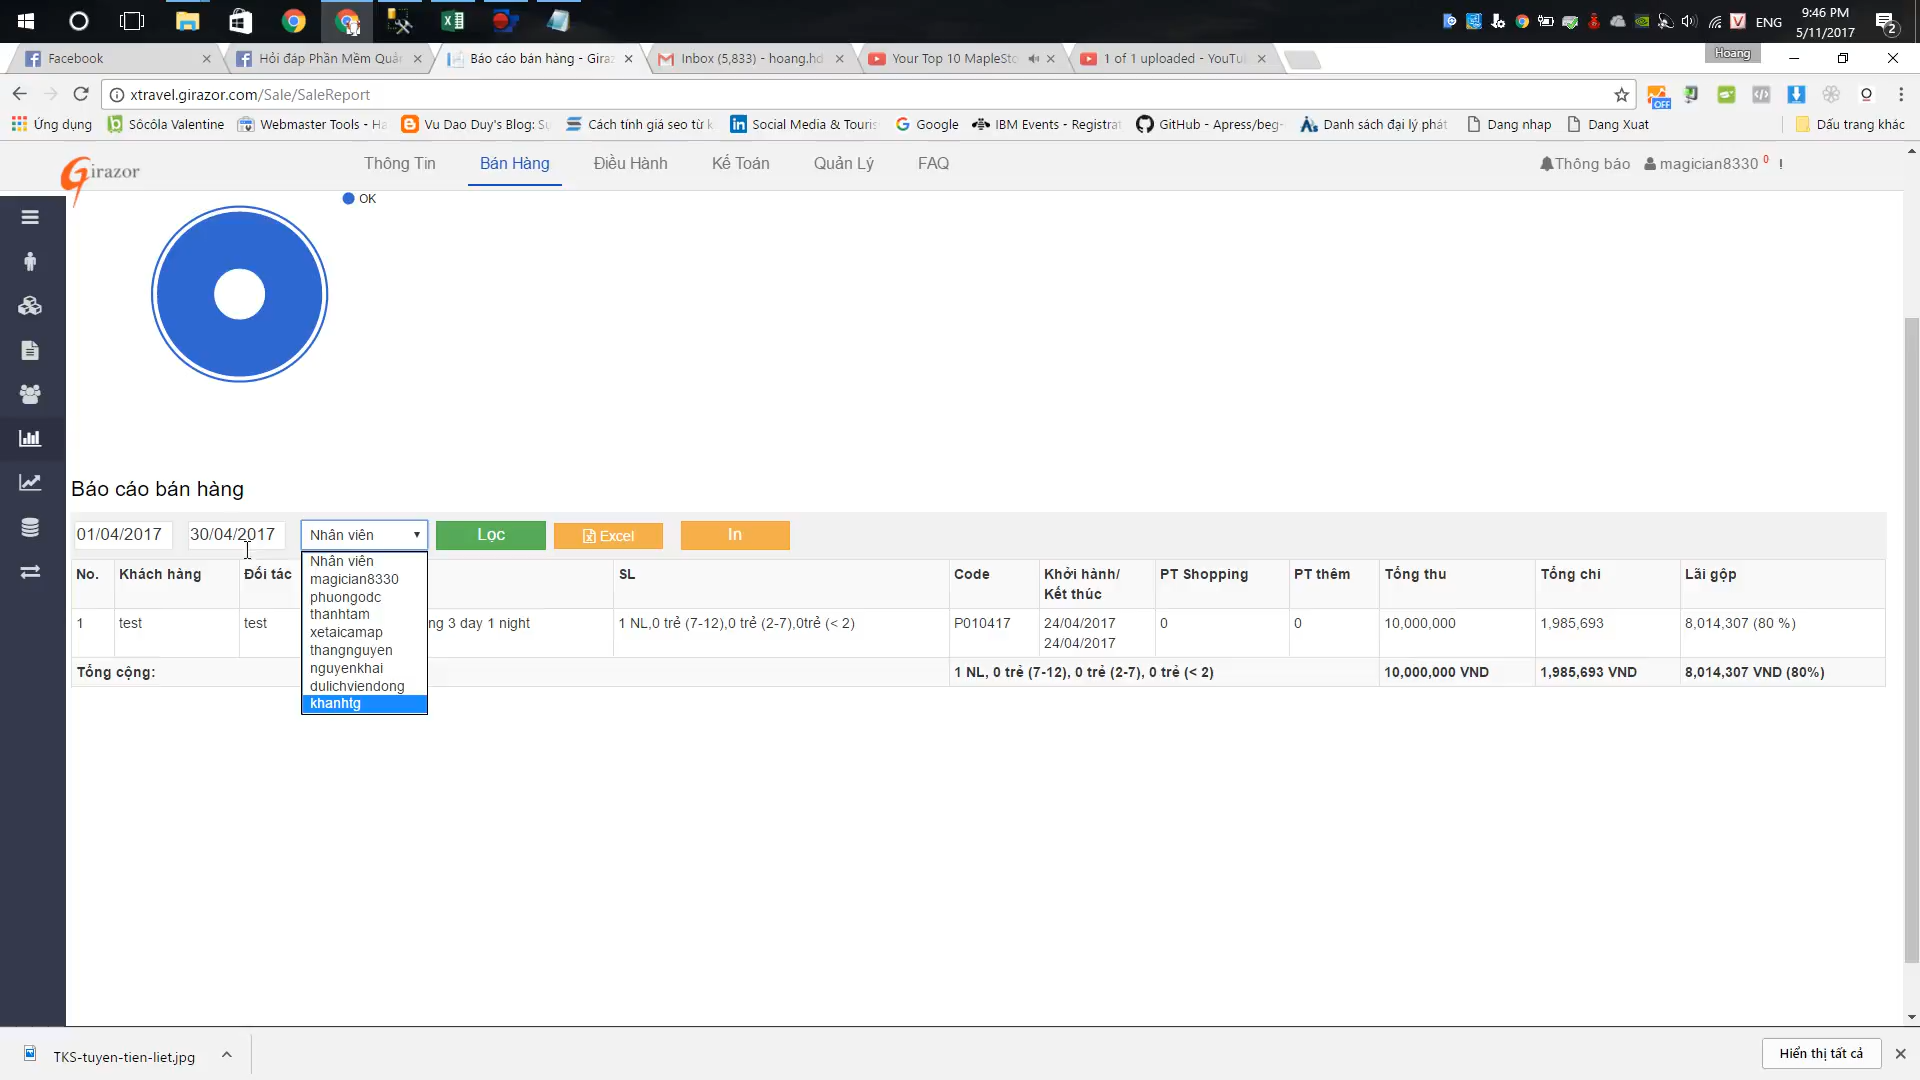 9:46 PM
ENG
5/11/2017
2
Hoang
Facebook
Hỏi đáp Phần Mềm Quả
Báo cáo bán hàng - Giraz
Inbox (5,833) - hoang.hd
Your Top 10 MapleSto
1 of 1 uploaded - YouTu
xtravel.girazor.com/Sale/SaleReport
OFF
Ứng dụng
Sôcôla Valentine
Webmaster Tools - Ha
Vu Dao Duy's Blog: Su
Cách tính giá seo từ k
Social Media & Touris
Google
IBM Events - Registrat
GitHub - Apress/beg-
Danh sách đại lý phát
Dang nhap
Dang Xuat
Dấu trang khác
Girazor
Thông Tin
Bán Hàng
Điều Hành
Kế Toán
Quản Lý
FAQ
Thông báo
magician8330 0 !
OK
Báo cáo bán hàng
01/04/2017
30/04/2017
Nhân viên
Lọc
Excel
In
Nhân viên
magician8330
phuongodc
thanhtam
xetaicamap
thangnguyen
nguyenkhai
dulichviendong
khanhtg
No.
Khách hàng
Đối tác
SL
Code
Khởi hành/
Kết thúc
PT Shopping
PT thêm
Tổng thu
Tổng chi
Lãi gộp
1
test
test
ng 3 day 1 night
1 NL,0 trẻ (7-12),0 trẻ (2-7),0trẻ (< 2)
P010417
24/04/2017
24/04/2017
0
0
10,000,000
1,985,693
8,014,307 (80 %)
Tổng cộng:
1 NL, 0 trẻ (7-12), 0 trẻ (2-7), 0 trẻ (< 2)
10,000,000 VND
1,985,693 VND
8,014,307 VND (80%)
TKS-tuyen-tien-liet.jpg
Hiển thị tất cả